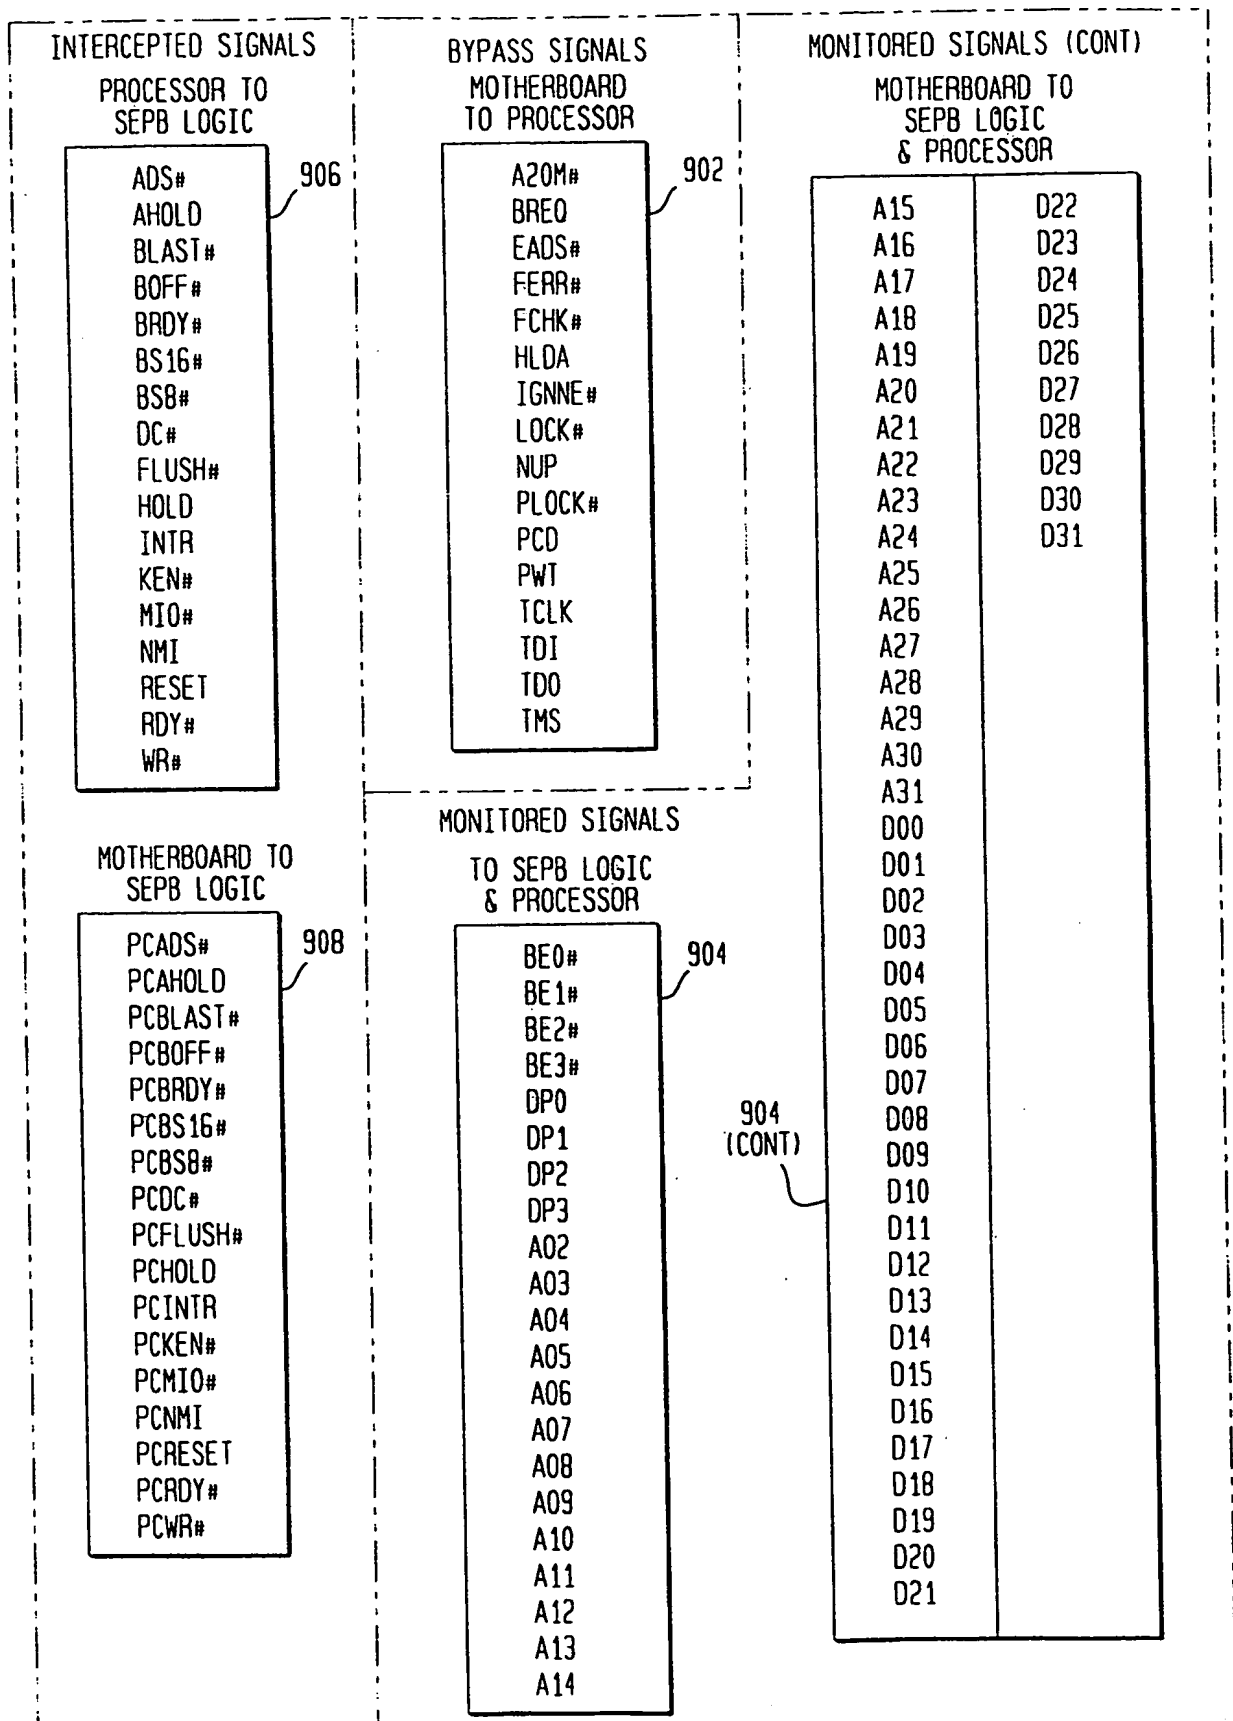 INTERCEPTED SIGNALS
PROCESSOR TO
SEPB LOGIC
906
ADS#
AHOLD
BLAST#
BOFF#
BRDY#
BS16#
BS8#
DC#
FLUSH#
HOLD
INTR
KEN#
MIO#
NMI
RESET
RDY#
WR#
MOTHERBOARD TO
SEPB LOGIC
908
PCADS#
PCAHOLD
PCBLAST#
PCBOFF#
PCBRDY#
PCBS16#
PCBS8#
PCDC#
PCFLUSH#
PCHOLD
PCINTR
PCKEN#
PCMIO#
PCNMI
PCRESET
PCRDY#
PCWR#
BYPASS SIGNALS
MOTHERBOARD
TO PROCESSOR
902
A20M#
BREQ
EADS#
FERR#
FCHK#
HLDA
IGNNE#
LOCK#
NUP
PLOCK#
PCD
PWT
TCLK
TDI
TDO
TMS
MONITORED SIGNALS
TO SEPB LOGIC
& PROCESSOR
904
BE0#
BE1#
BE2#
BE3#
DP0
DP1
DP2
DP3
A02
A03
A04
A05
A06
A07
A08
A09
A10
A11
A12
A13
A14
MONITORED SIGNALS (CONT)
MOTHERBOARD TO
SEPB LOGIC
& PROCESSOR
904
(CONT)
A15
A16
A17
A18
A19
A20
A21
A22
A23
A24
A25
A26
A27
A28
A29
A30
A31
D00
D01
D02
D03
D04
D05
D06
D07
D08
D09
D10
D11
D12
D13
D14
D15
D16
D17
D18
D19
D20
D21
D22
D23
D24
D25
D26
D27
D28
D29
D30
D31